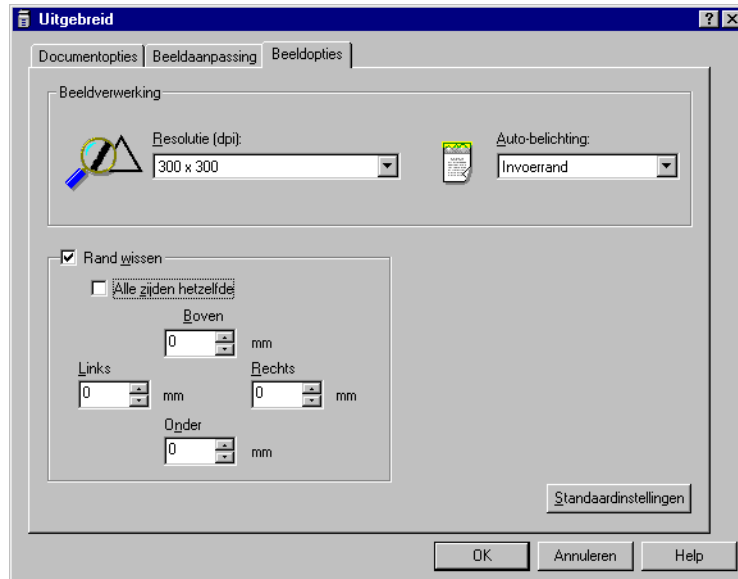 Uitgebreid
Documentopties Beeldaanpassing Beeldopties
Beeldverwerking
Resolutie (dpi):
300 x 300
Auto-belichting:
Invoerrand
Rand wissen
Alle zijden hetzelfde
Boven
0 mm
Links
0 mm
Rechts
0 mm
Onder
0 mm
Standaardinstellingen
OK Annuleren Help